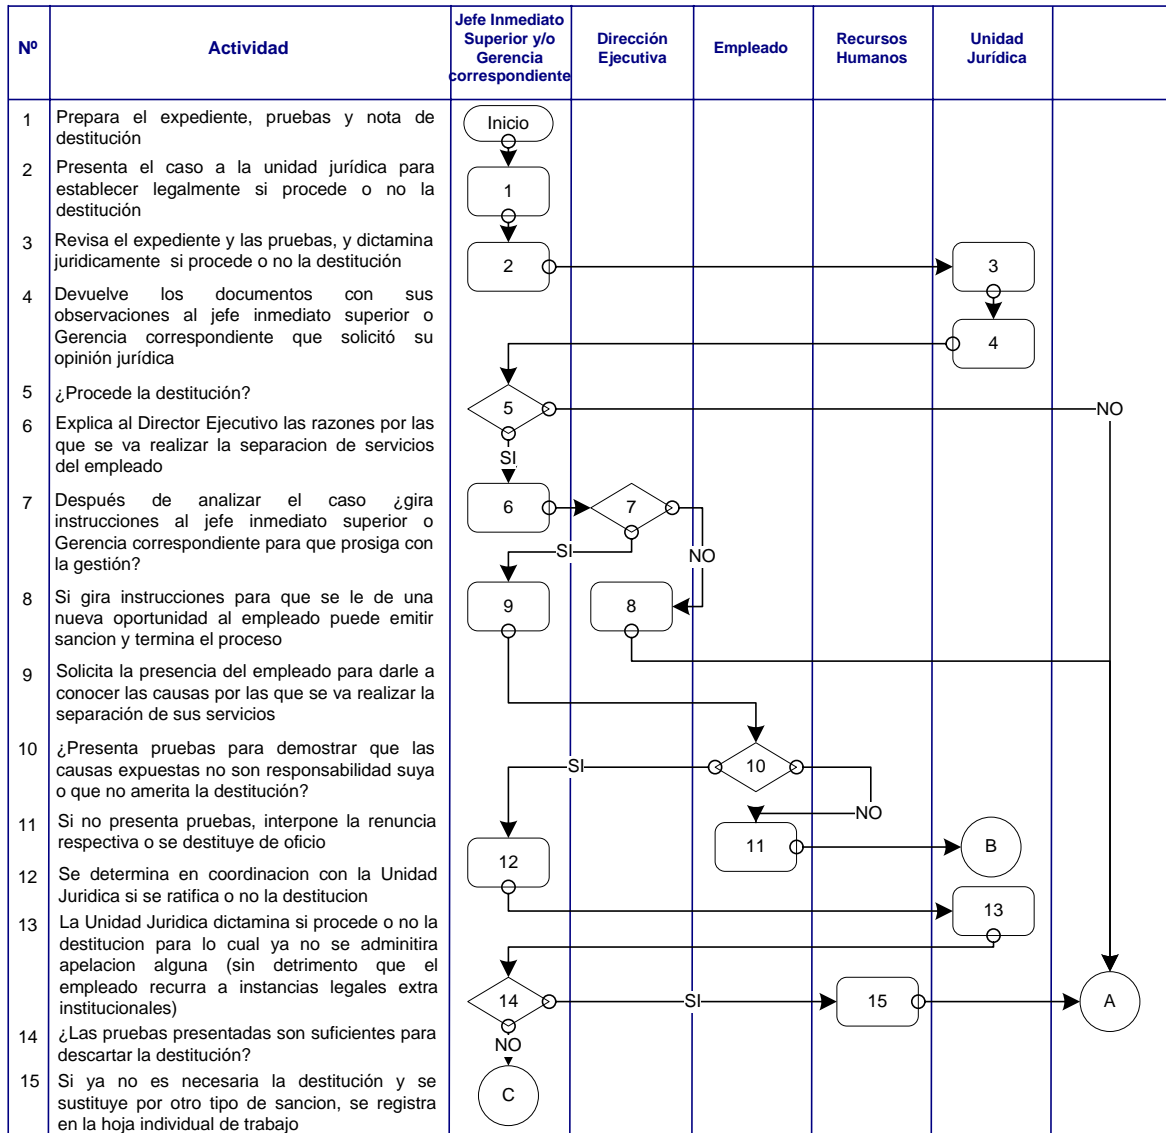 Nº
Actividad
Jefe Inmediato
Superior y/o
Gerencia
correspondiente
Dirección
Ejecutiva
Empleado
Recursos
Humanos
Unidad
Jurídica
1 Prepara el expediente, pruebas y nota de
destitución
2 Presenta el caso a la unidad jurídica para
establecer legalmente si procede o no la
destitución
3 Revisa el expediente y las pruebas, y dictamina
juridicamente si procede o no la destitución
4 Devuelve los documentos con sus
observaciones al jefe inmediato superior o
Gerencia correspondiente que solicitó su
opinión jurídica
5 ¿Procede la destitución?
6 Explica al Director Ejecutivo las razones por las
que se va realizar la separacion de servicios
del empleado
7 Después de analizar el caso ¿gira
instrucciones al jefe inmediato superior o
Gerencia correspondiente para que prosiga con
la gestión?
8 Si gira instrucciones para que se le de una
nueva oportunidad al empleado puede emitir
sancion y termina el proceso
9 Solicita la presencia del empleado para darle a
conocer las causas por las que se va realizar la
separación de sus servicios
10 ¿Presenta pruebas para demostrar que las
causas expuestas no son responsabilidad suya
o que no amerita la destitución?
11 Si no presenta pruebas, interpone la renuncia
respectiva o se destituye de oficio
12 Se determina en coordinacion con la Unidad
Juridica si se ratifica o no la destitucion
13 La Unidad Juridica dictamina si procede o no la
destitucion para lo cual ya no se adminitira
apelacion alguna (sin detrimento que el
empleado recurra a instancias legales extra
institucionales)
14 ¿Las pruebas presentadas son suficientes para
descartar la destitución?
15 Si ya no es necesaria la destitución y se
sustituye por otro tipo de sancion, se registra
en la hoja individual de trabajo
Inicio
1
2
3
4
5
NO
SI
6
7
SI
NO
9
8
10
SI
NO
11
B
12
13
14
SI
15
A
NO
C